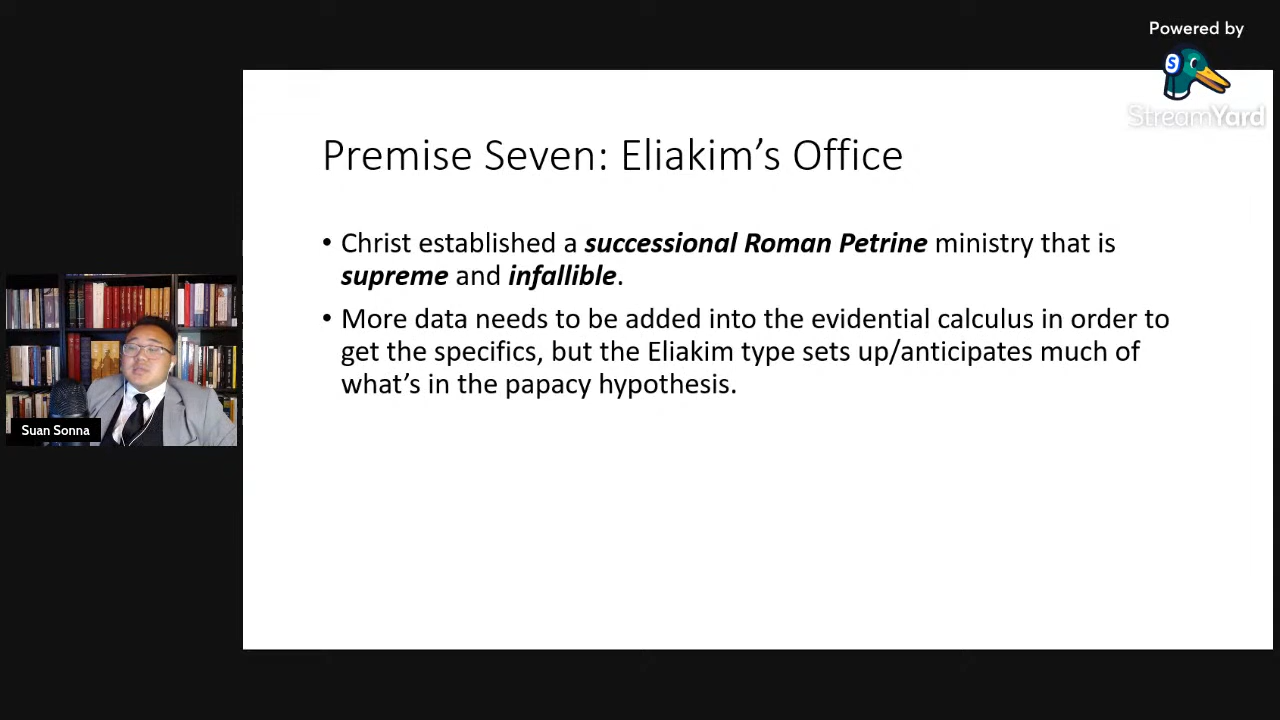 Powered by
StreamYard
Premise Seven: Eliakim’s Office
• Christ established a successional Roman Petrine ministry that is
supreme and infallible.
• More data needs to be added into the evidential calculus in order to
get the specifics, but the Eliakim type sets up/anticipates much of
what’s in the papacy hypothesis.
Suan Sonna